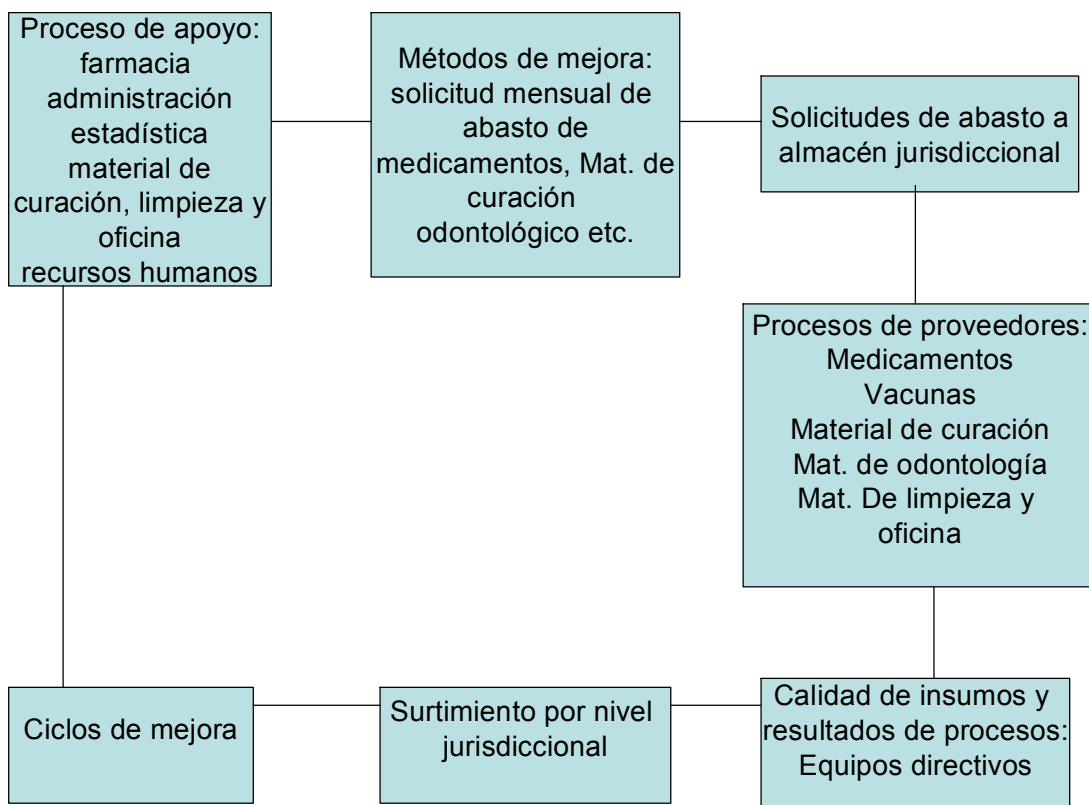 Proceso de apoyo:
farmacia
administración
estadística
material de
curación, limpieza y
oficina
recursos humanos
Métodos de mejora:
solicitud mensual de
abasto de
medicamentos, Mat. de
curación
odontológico etc.
Solicitudes de abasto a
almacén jurisdiccional
Procesos de proveedores:
Medicamentos
Vacunas
Material de curación
Mat. de odontología
Mat. De limpieza y
oficina
Calidad de insumos y
resultados de procesos:
Equipos directivos
Surtimiento por nivel
jurisdiccional
Ciclos de mejora